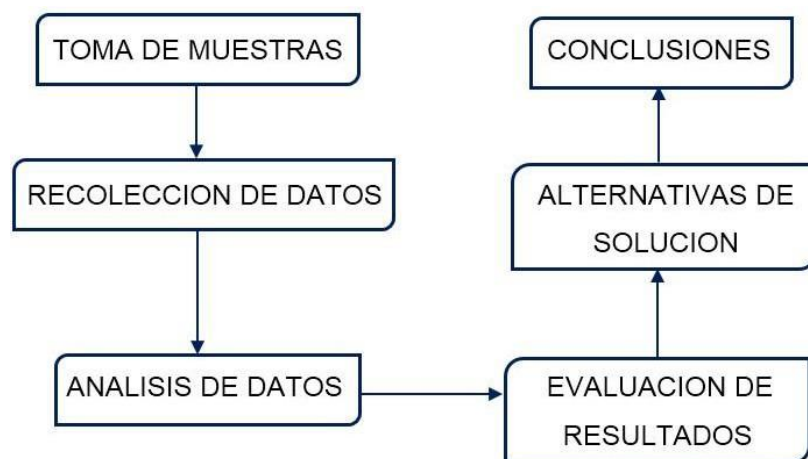 TOMA DE MUESTRAS
RECOLECCION DE DATOS
ANALISIS DE DATOS
EVALUACION DE
RESULTADOS
ALTERNATIVAS DE
SOLUCION
CONCLUSIONES